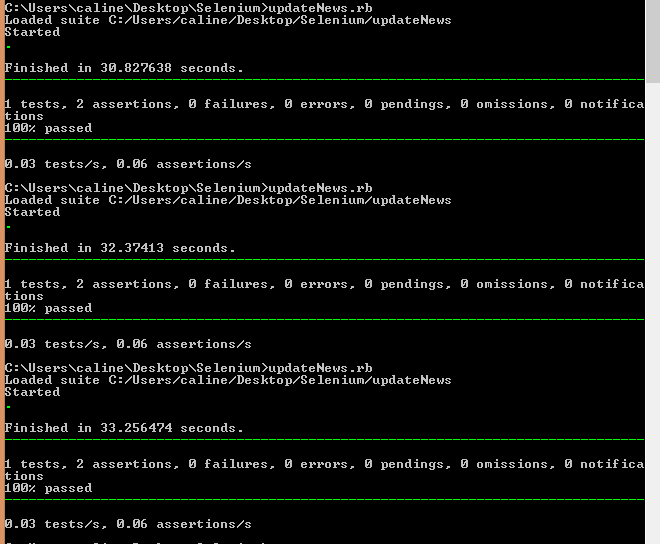 C:\Users\caline\Desktop\Selenium>updateNews.rb
Loaded suite C:/Users/caline/Desktop/Selenium/updateNews
Started
.
Finished in 30.827638 seconds.
1 tests, 2 assertions, 0 failures, 0 errors, 0 pendings, 0 omissions, 0 notifica
tions
100% passed
0.03 tests/s, 0.06 assertions/s
C:\Users\caline\Desktop\Selenium>updateNews.rb
Loaded suite C:/Users/caline/Desktop/Selenium/updateNews
Started
.
Finished in 32.37413 seconds.
1 tests, 2 assertions, 0 failures, 0 errors, 0 pendings, 0 omissions, 0 notifica
tions
100% passed
0.03 tests/s, 0.06 assertions/s
C:\Users\caline\Desktop\Selenium>updateNews.rb
Loaded suite C:/Users/caline/Desktop/Selenium/updateNews
Started
.
Finished in 33.256474 seconds.
1 tests, 2 assertions, 0 failures, 0 errors, 0 pendings, 0 omissions, 0 notifica
tions
100% passed
0.03 tests/s, 0.06 assertions/s